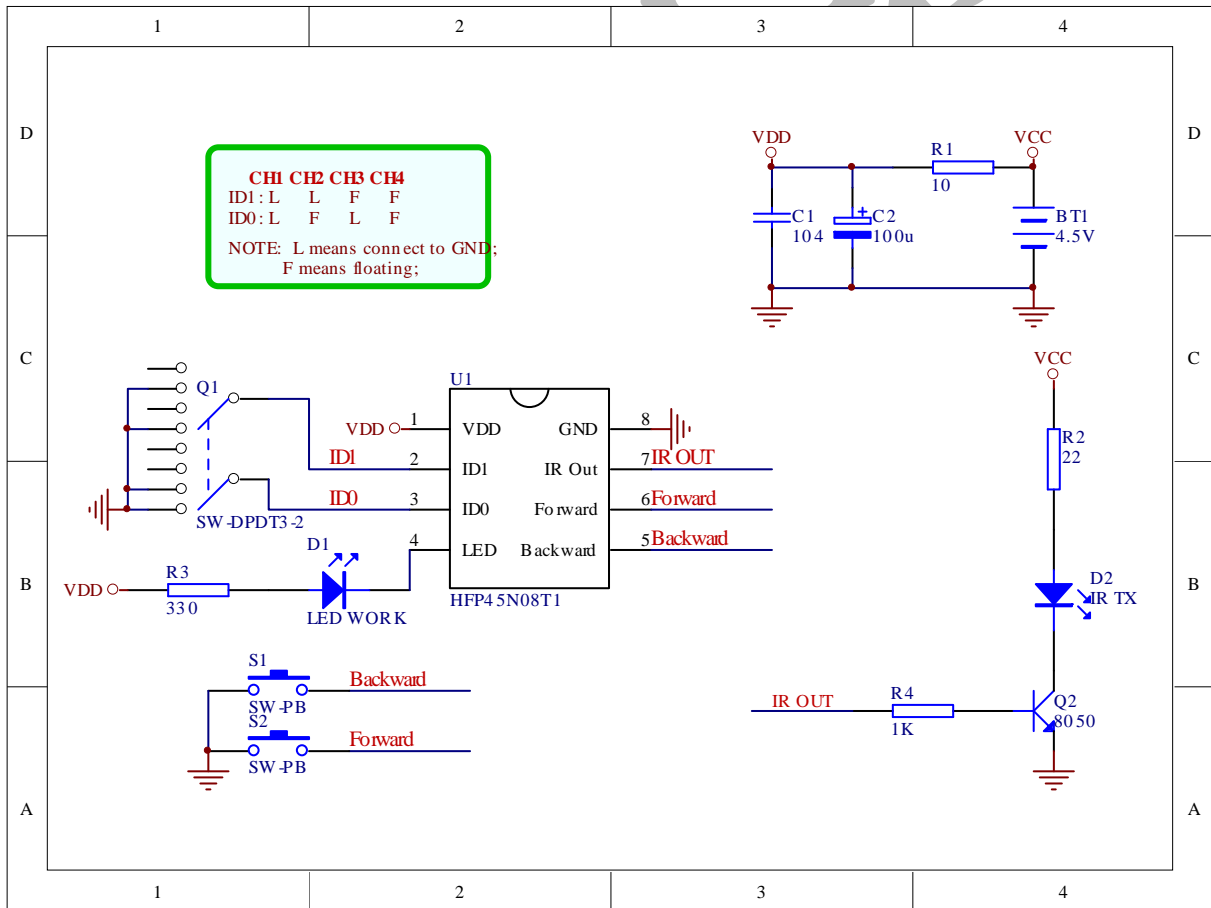 1 2 3 4
D D
VDD VCC
R1
10
CH1 CH2 CH3 CH4
ID1: L L F F
ID0: L F L F
NOTE: L means connect to GND;
F means floating;
C1
104
+
C2
100u
BT1
4.5V
C C
VCC
Q1
SW-DPDT3-2
U1
VDD 1 VDD GND 8
ID1 2 ID1 IR Out 7 IR OUT
ID0 3 ID0 Forward 6 Forward
4 LED Backward 5 Backward
HFP45N08T1
R2
22
D1
LED WORK
B B
VDD
R3
330
D2
IR TX
S1
SW-PB
Backward
S2
SW-PB
Forward
IR OUT
R4
1K
Q2
8050
A A
1 2 3 4